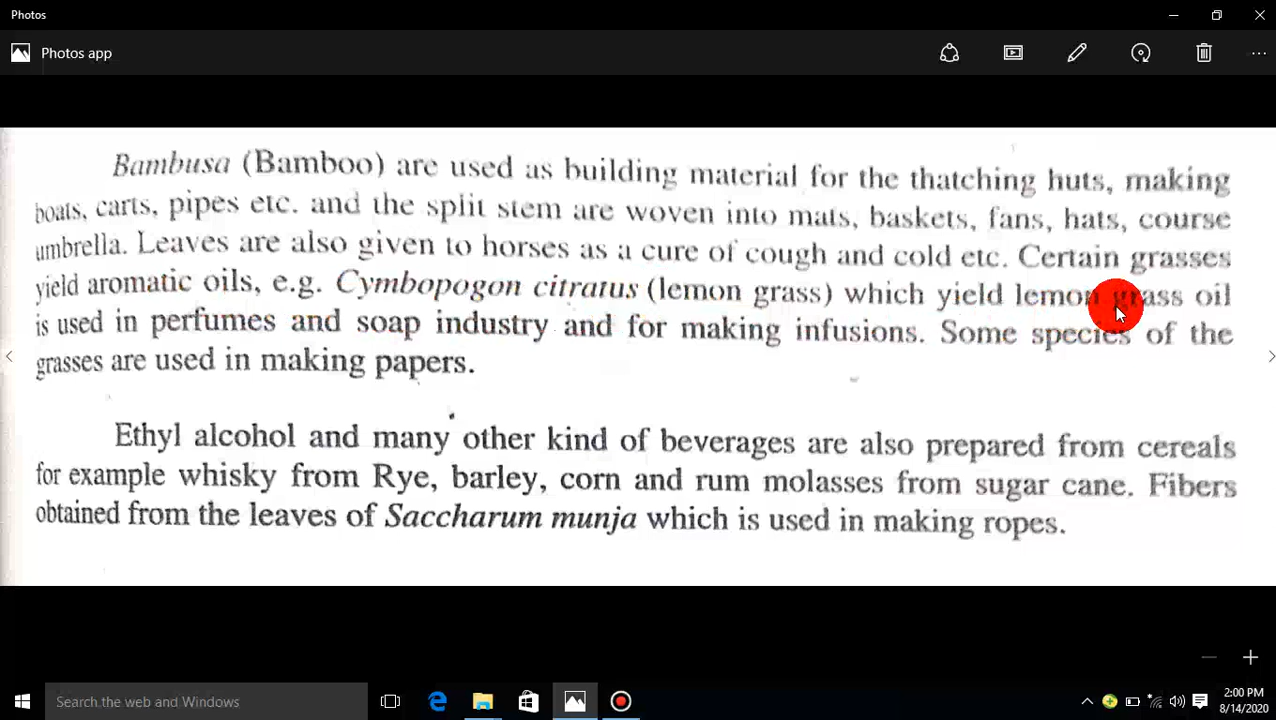 Photos
Photos app
Bambusa (Bamboo) are used as building material for the thatching huts, making
boats, carts, pipes etc. and the split stem are woven into mats, baskets, fans, hats, course
umbrella. Leaves are also given to horses as a cure of cough and cold etc. Certain grasses
yield aromatic oils, e.g. Cymbopogon citratus (lemon grass) which yield lemon grass oil
is used in perfumes and soap industry and for making infusions. Some species of the
grasses are used in making papers.
Ethyl alcohol and many other kind of beverages are also prepared from cereals
for example whisky from Rye, barley, corn and rum molasses from sugar cane. Fibers
obtained from the leaves of Saccharum munja which is used in making ropes.
Search the web and Windows
2:00 PM
8/14/2020